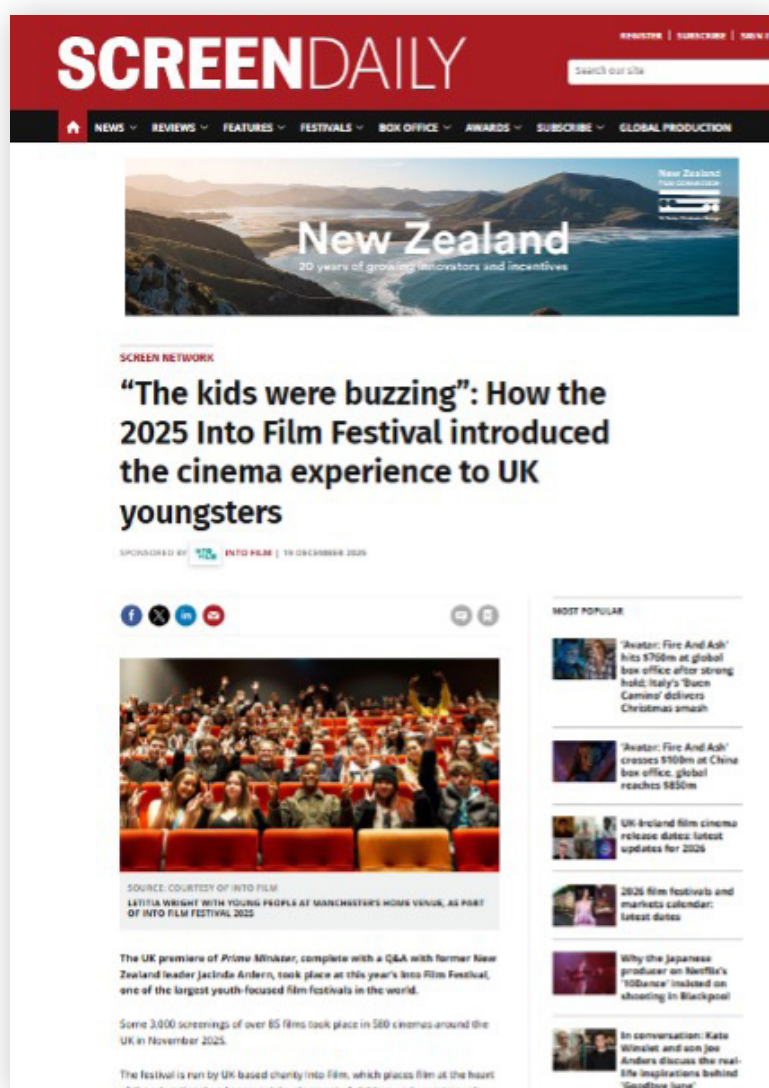 REGISTER | SUBSCRIBE | SIGN I
SCREENDAILY
Search our site
NEWS
REVIEWS
FEATURES
FESTIVALS
BOX OFFICE
AWARDS
SUBSCRIBE
GLOBAL PRODUCTION
New Zealand
FILM COMMISSION
New Zealand
20 years of growing innovators and incentives
SCREEN NETWORK
“The kids were buzzing”: How the
2025 Into Film Festival introduced
the cinema experience to UK
youngsters
SPONSORED BY INTO FILM INTO FILM | 19 DECEMBER 2025
SOURCE: COURTESY OF INTO FILM
LETITIA WRIGHT WITH YOUNG PEOPLE AT MANCHESTER'S HOME VENUE, AS PART
OF INTO FILM FESTIVAL 2025
The UK premiere of Prime Minister, complete with a Q&A with former New
Zealand leader Jacinda Ardern, took place at this year's Into Film Festival,
one of the largest youth-focused film festivals in the world.
Some 3,000 screenings of over 85 films took place in 580 cinemas around the
UK in November 2025.
The festival is run by UK-based charity Into Film, which places film at the heart
MOST POPULAR
'Avatar: Fire And Ash'
hits $760m at global
box office after strong
hold; Italy's 'Buen
Camino' delivers
Christmas smash
'Avatar: Fire And Ash'
crosses $100m at China
box office, global
reaches $850m
UK-Ireland film cinema
release dates: latest
updates for 2026
2026 film festivals and
markets calendar:
latest dates
Why the Japanese
producer on Netflix's
'10Dance' insisted on
shooting in Blackpool
In conversation: Kate
Winslet and son Joe
Anders discuss the real-
life inspirations behind
'Goodbye June'